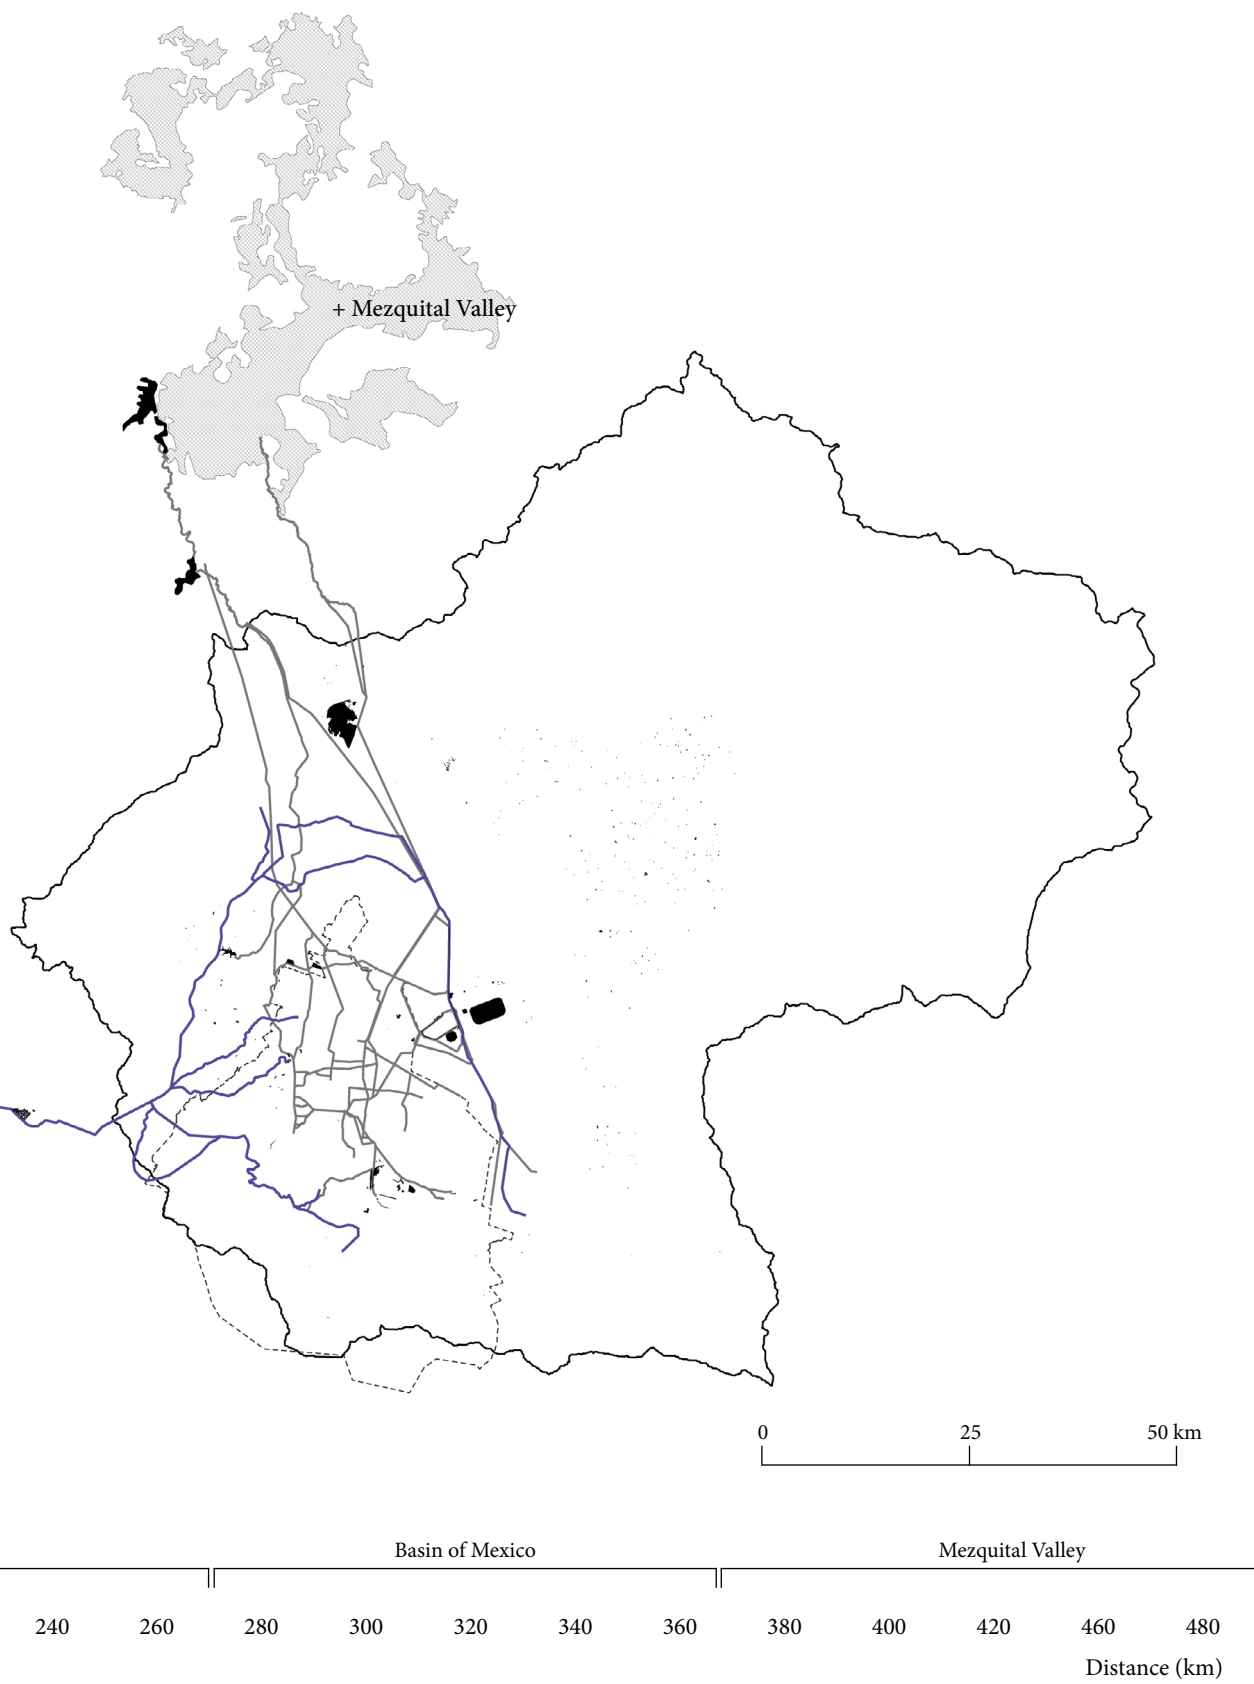 + Mezquital Valley
0 25 50 km
Basin of Mexico Mezquital Valley
240 260 280 300 320 340 360 380 400 420 460 480
Distance (km)